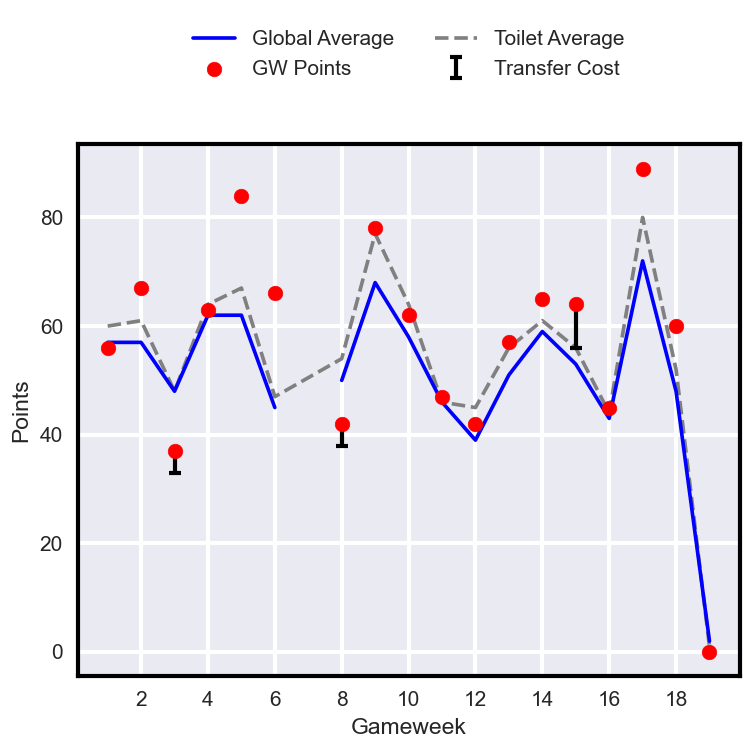 Global Average
GW Points
Toilet Average
Transfer Cost
Points
80
60
40
20
0
2 4 6 8 10 12 14 16 18
Gameweek